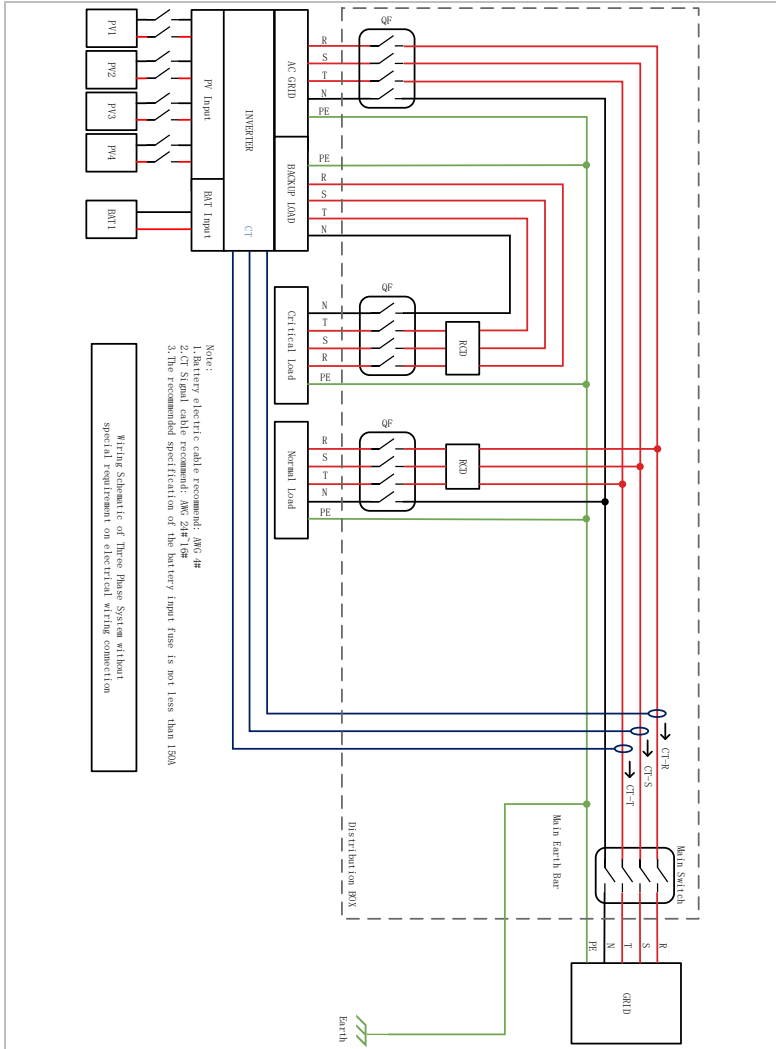 PV1
PV2
PV3
PV4
BAT1
PV Input
BAT Input
INVERTER
CT
AC GRID
BACKUP LOAD
R
S
T
N
PE
PE
R
S
T
N
QF
Critical Load
N
T
S
R
PE
QF
RCD
Normal Load
R
S
T
N
PE
QF
RCD
Note:
1.Battery electric cable recommend: AWG 4#
2.CT Signal cable recommend: AWG 24#~16#
3.The recommended specification of the battery input fuse is not less than 150A
Wiring Schematic of Three Phase System without
special requirement on electrical wiring connection
CT-R
CT-S
CT-T
Distribution BOX
Main Earth Bar
Main Switch
R
S
T
N
PE
GRID
Earth